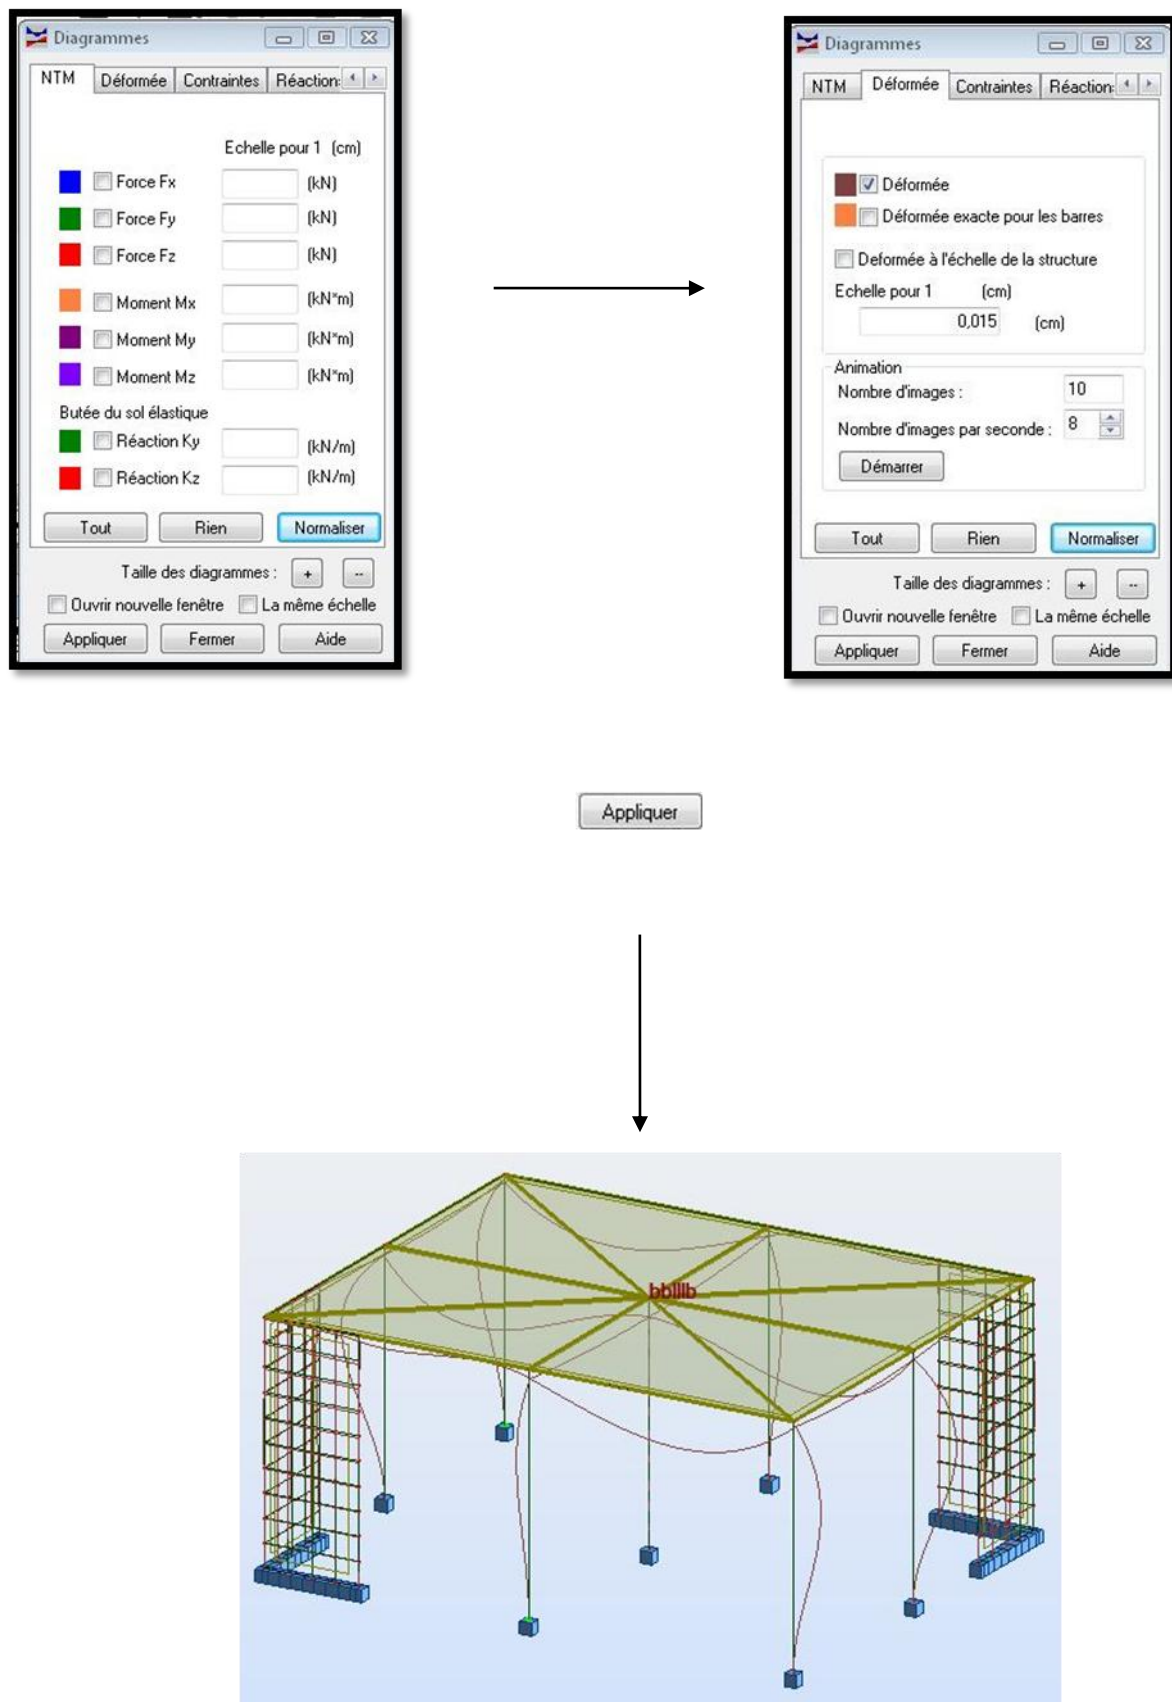 Diagrammes
NTM Déformée Contraintes Réaction:
Echelle pour 1 (cm)
Force Fx (kN)
Force Fy (kN)
Force Fz (kN)
Moment Mx (kN*m)
Moment My (kN*m)
Moment Mz (kN*m)
Butée du sol élastique
Réaction Ky (kN/m)
Réaction Kz (kN/m)
Tout Rien Normaliser
Taille des diagrammes : + --
Ouvrir nouvelle fenêtre La même échelle
Appliquer Fermer Aide
Diagrammes
NTM Déformée Contraintes Réaction:
Déformée
Déformée exacte pour les barres
Deformée à l'échelle de la structure
Echelle pour 1 (cm)
0,015 (cm)
Animation
Nombre d'images : 10
Nombre d'images par seconde : 8
Démarrer
Tout Rien Normaliser
Taille des diagrammes : + --
Ouvrir nouvelle fenêtre La même échelle
Appliquer Fermer Aide
Appliquer